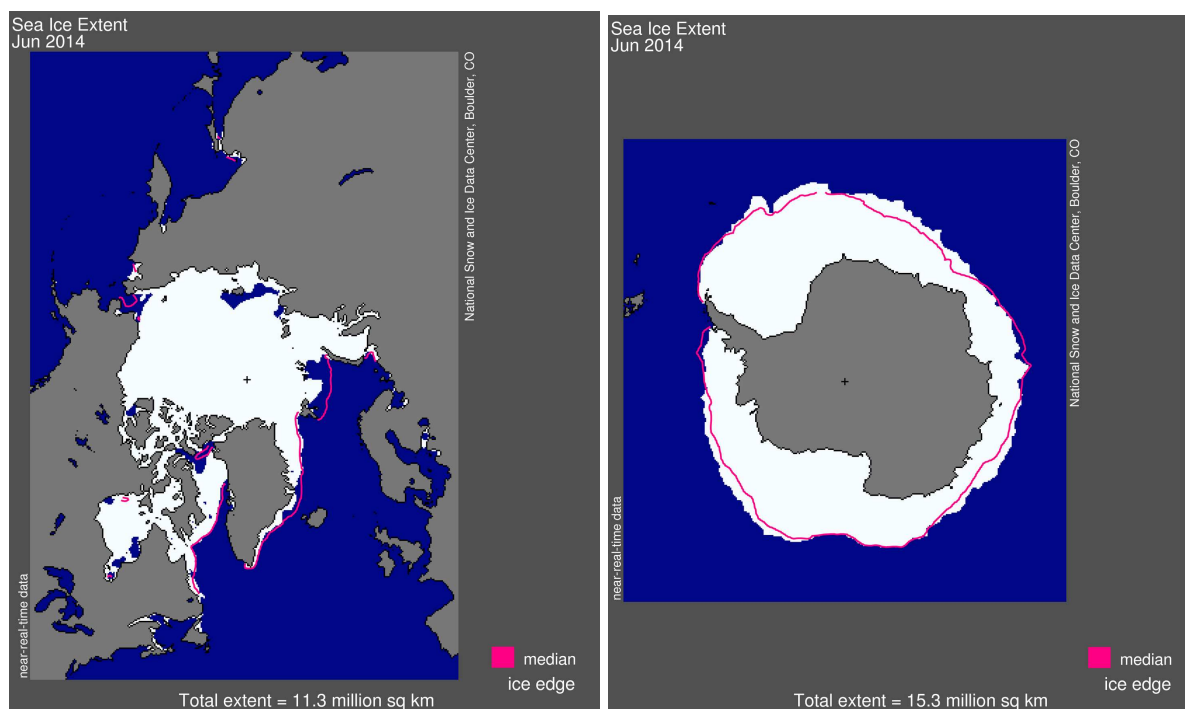 Sea Ice Extent
Jun 2014
National Snow and Ice Data Center, Boulder, CO
near-real-time data
median
ice edge
Total extent = 11.3 million sq km
Sea Ice Extent
Jun 2014
National Snow and Ice Data Center, Boulder, CO
near-real-time data
median
ice edge
Total extent = 15.3 million sq km